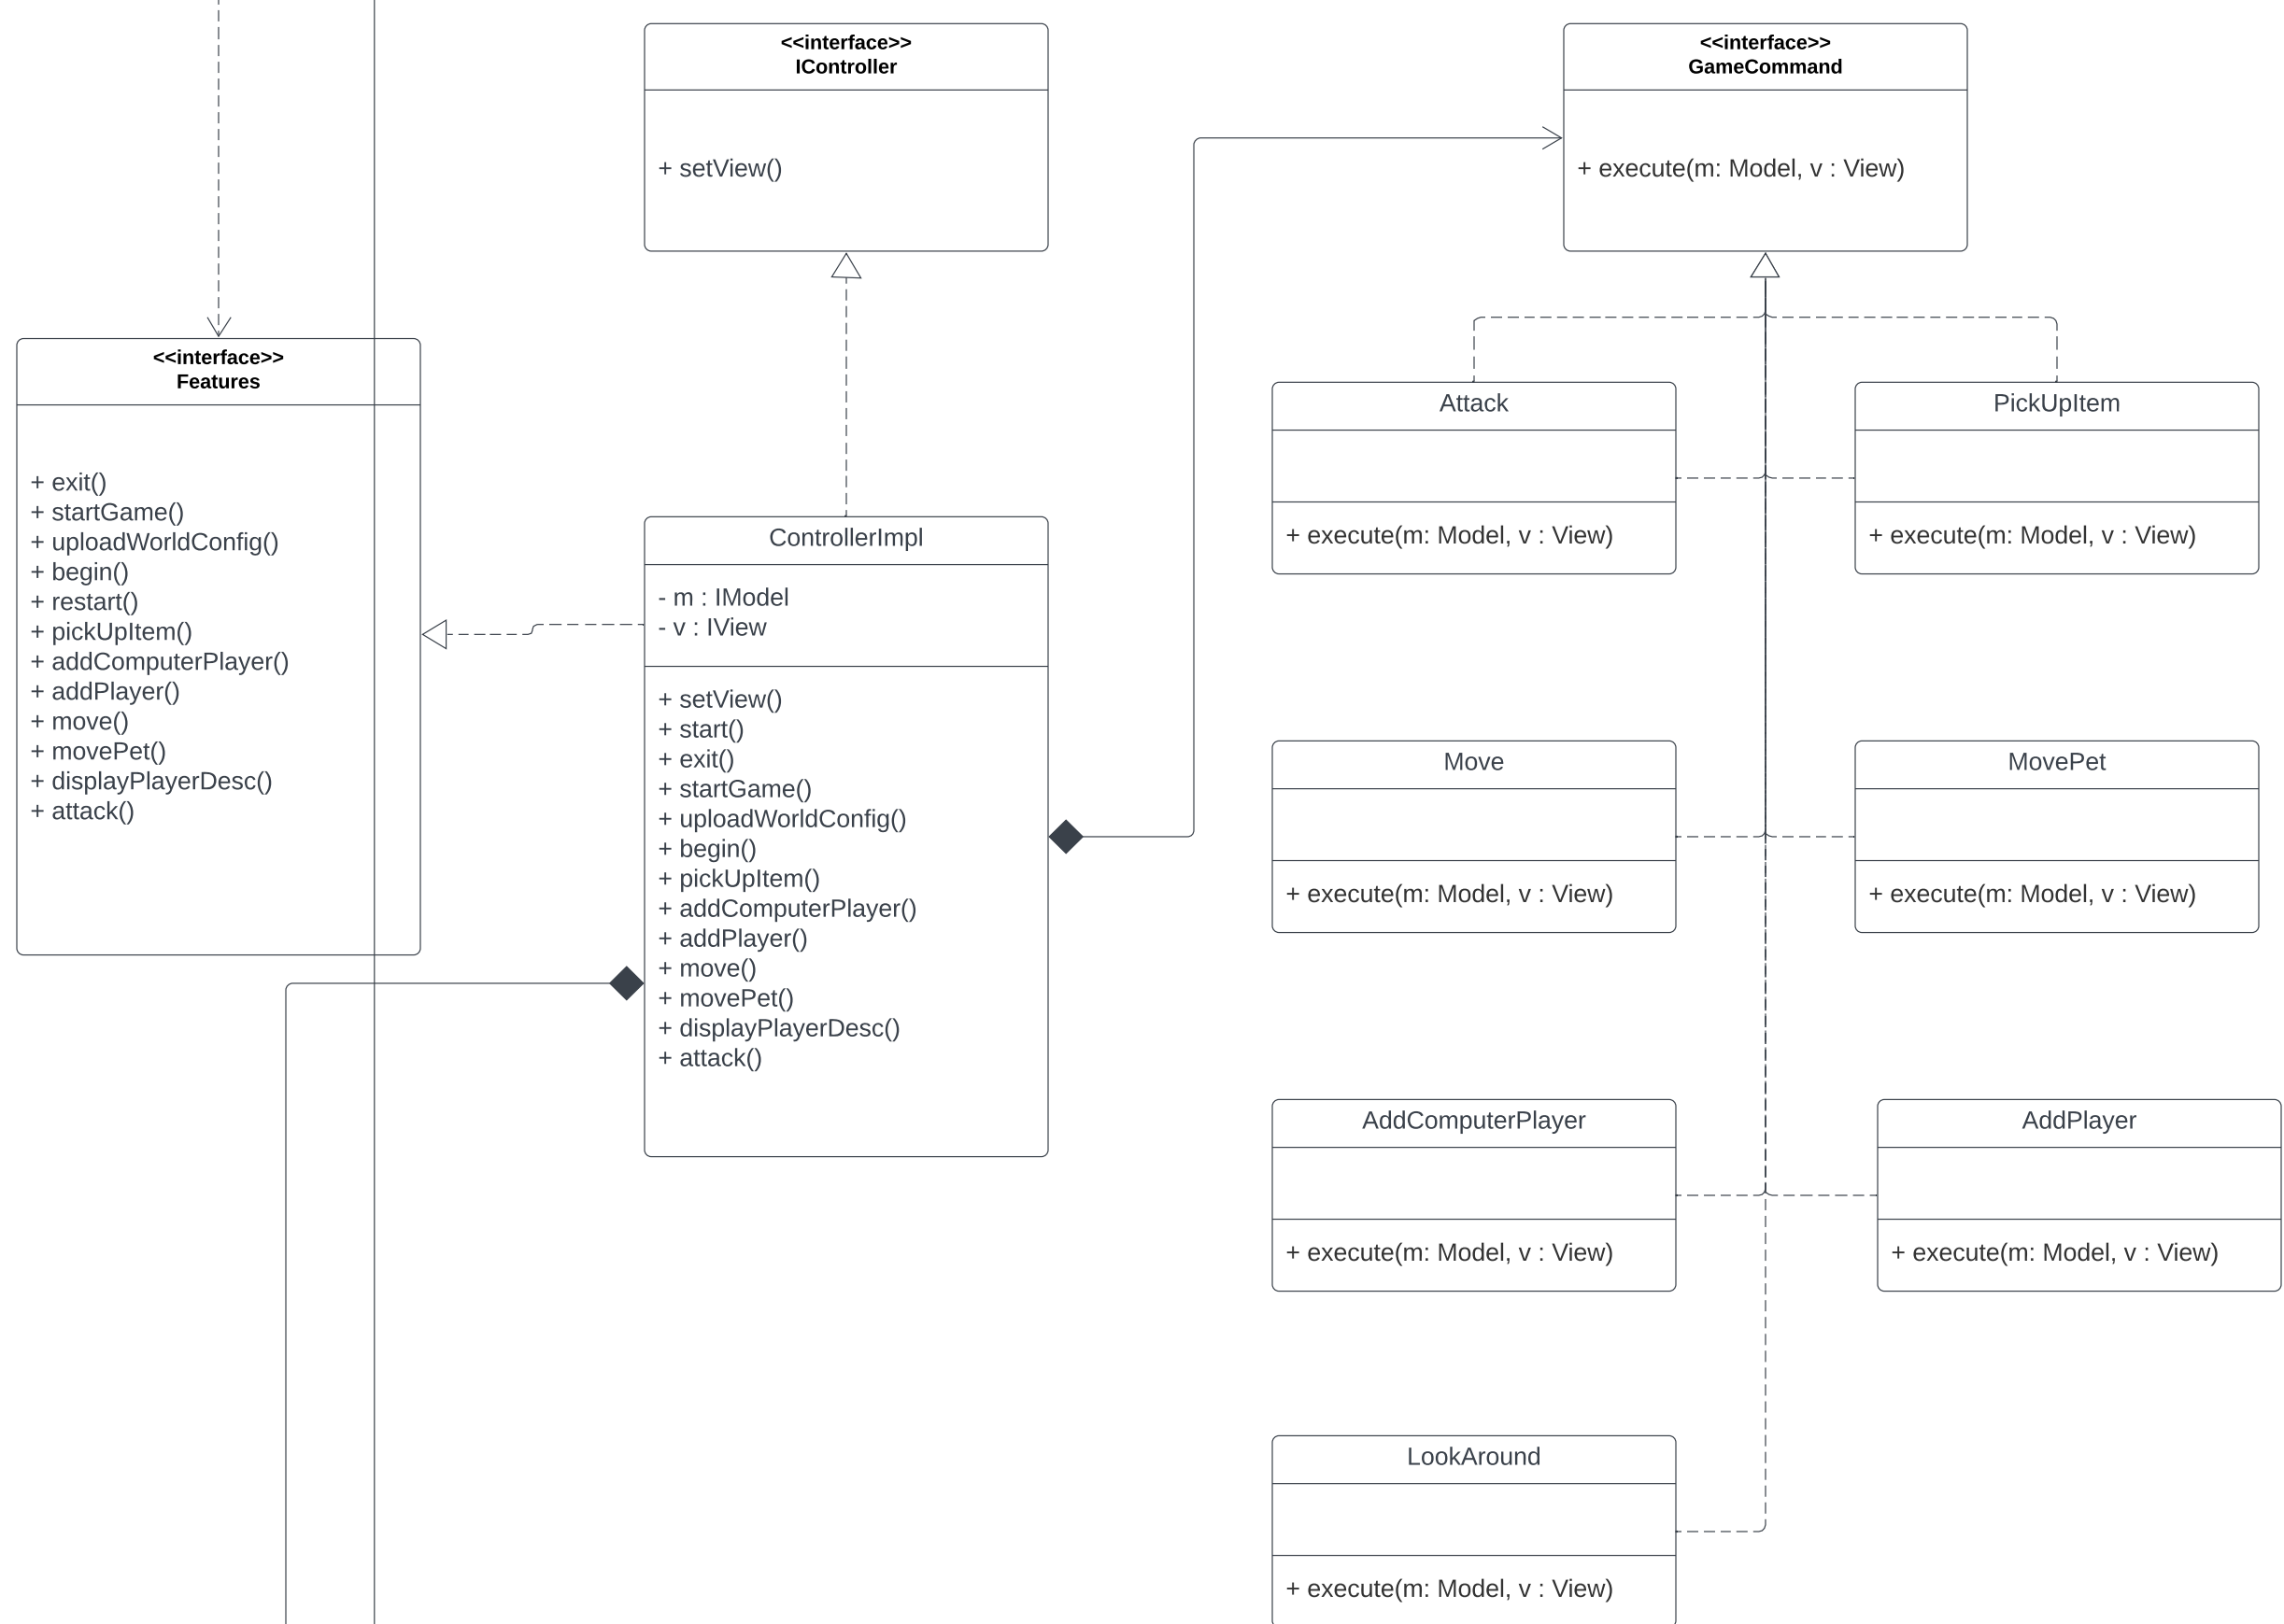 <<interface>>
IController
+ setView()
<<interface>>
GameCommand
+ execute(m: Model, v : View)
<<interface>>
Features
+ exit()
+ startGame()
+ uploadWorldConfig()
+ begin()
+ restart()
+ pickUpItem()
+ addComputerPlayer()
+ addPlayer()
+ move()
+ movePet()
+ displayPlayerDesc()
+ attack()
ControllerImpl
- m : IModel
- v : IView
+ setView()
+ start()
+ exit()
+ startGame()
+ uploadWorldConfig()
+ begin()
+ pickUpItem()
+ addComputerPlayer()
+ addPlayer()
+ move()
+ movePet()
+ displayPlayerDesc()
+ attack()
Attack
+ execute(m: Model, v : View)
PickUpItem
+ execute(m: Model, v : View)
Move
+ execute(m: Model, v : View)
MovePet
+ execute(m: Model, v : View)
AddComputerPlayer
+ execute(m: Model, v : View)
AddPlayer
+ execute(m: Model, v : View)
LookAround
+ execute(m: Model, v : View)